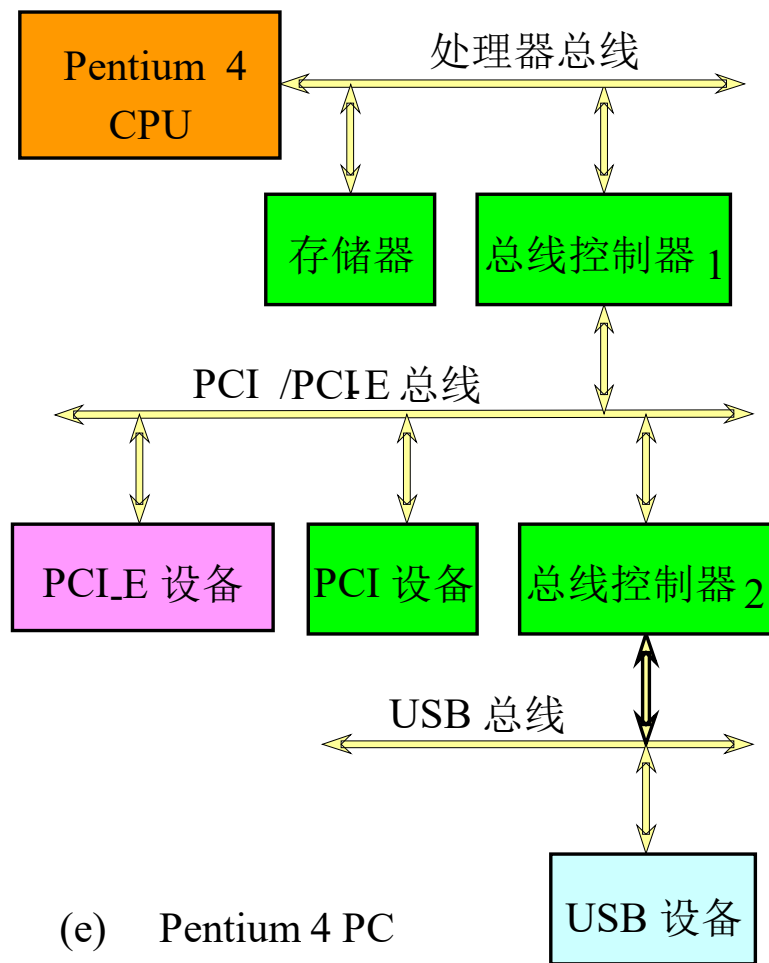 Pentium 4
CPU
处理器总线
存储器
总线控制器1
PCI /PCI-E 总线
PCI-E 设备
PCI 设备
总线控制器2
USB 总线
USB 设备
(e) Pentium 4 PC